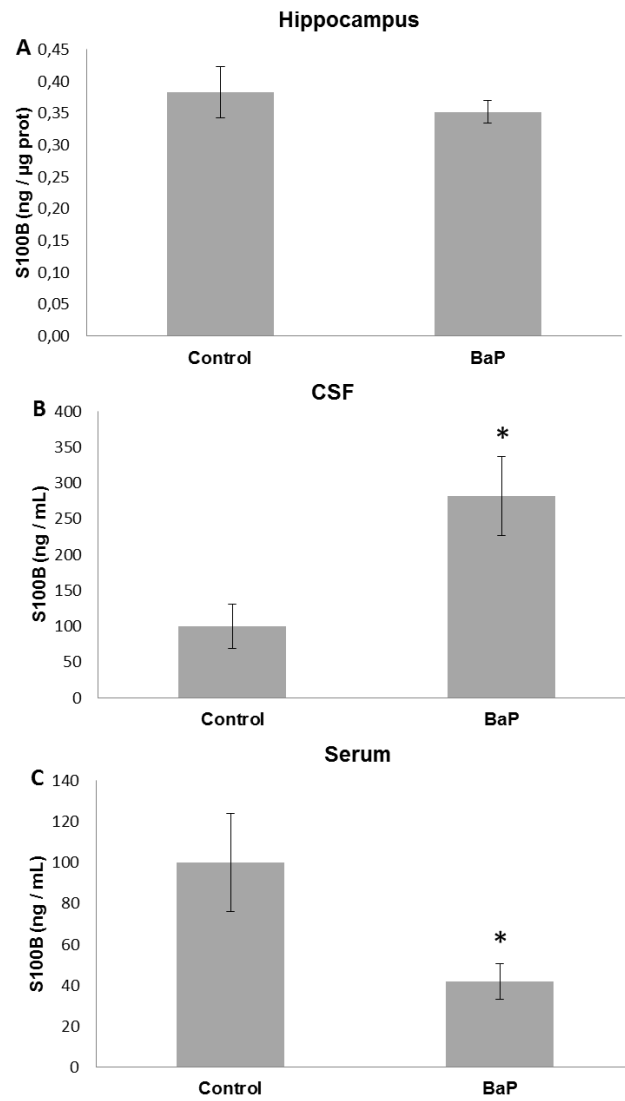 Hippocampus
A
S100B (ng / µg prot)
0,45
0,40
0,35
0,30
0,25
0,20
0,15
0,10
0,05
0,00
Control BaP
CSF
B
S100B (ng / mL)
400
350
300
250
200
150
100
50
0
*
Control BaP
Serum
C
S100B (ng / mL)
140
120
100
80
60
40
20
0
*
Control BaP